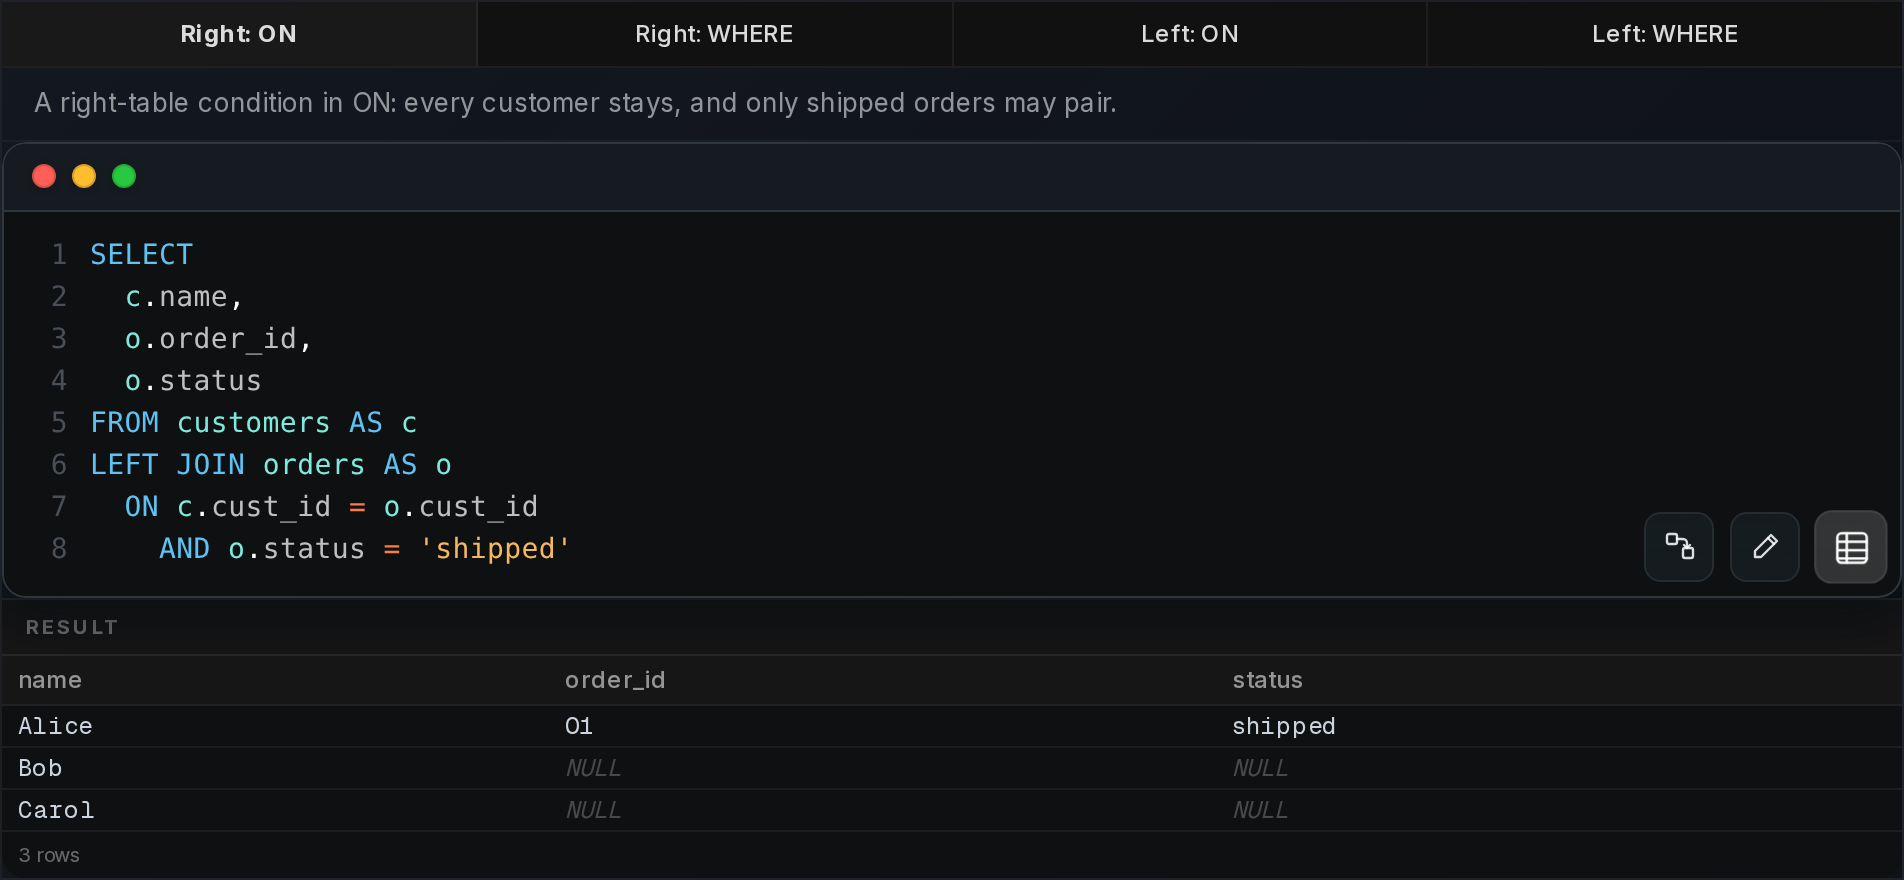 Right: ON
Right: WHERE
Left: ON
Left: WHERE
A right-table condition in ON: every customer stays, and only shipped orders may pair.
1 SELECT
2   c.name,
3   o.order_id,
4   o.status
5 FROM customers AS c
6 LEFT JOIN orders AS o
7   ON c.cust_id = o.cust_id
8     AND o.status = 'shipped'
RESULT
name order_id status
Alice O1 shipped
Bob NULL NULL
Carol NULL NULL
3 rows